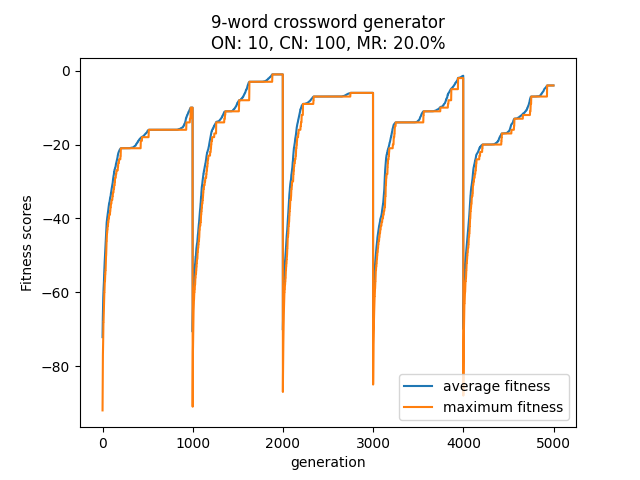 9-word crossword generator
ON: 10, CN: 100, MR: 20.0%
Fitness scores
0
−20
−40
−60
−80
0
1000
2000
3000
4000
5000
generation
average fitness
maximum fitness